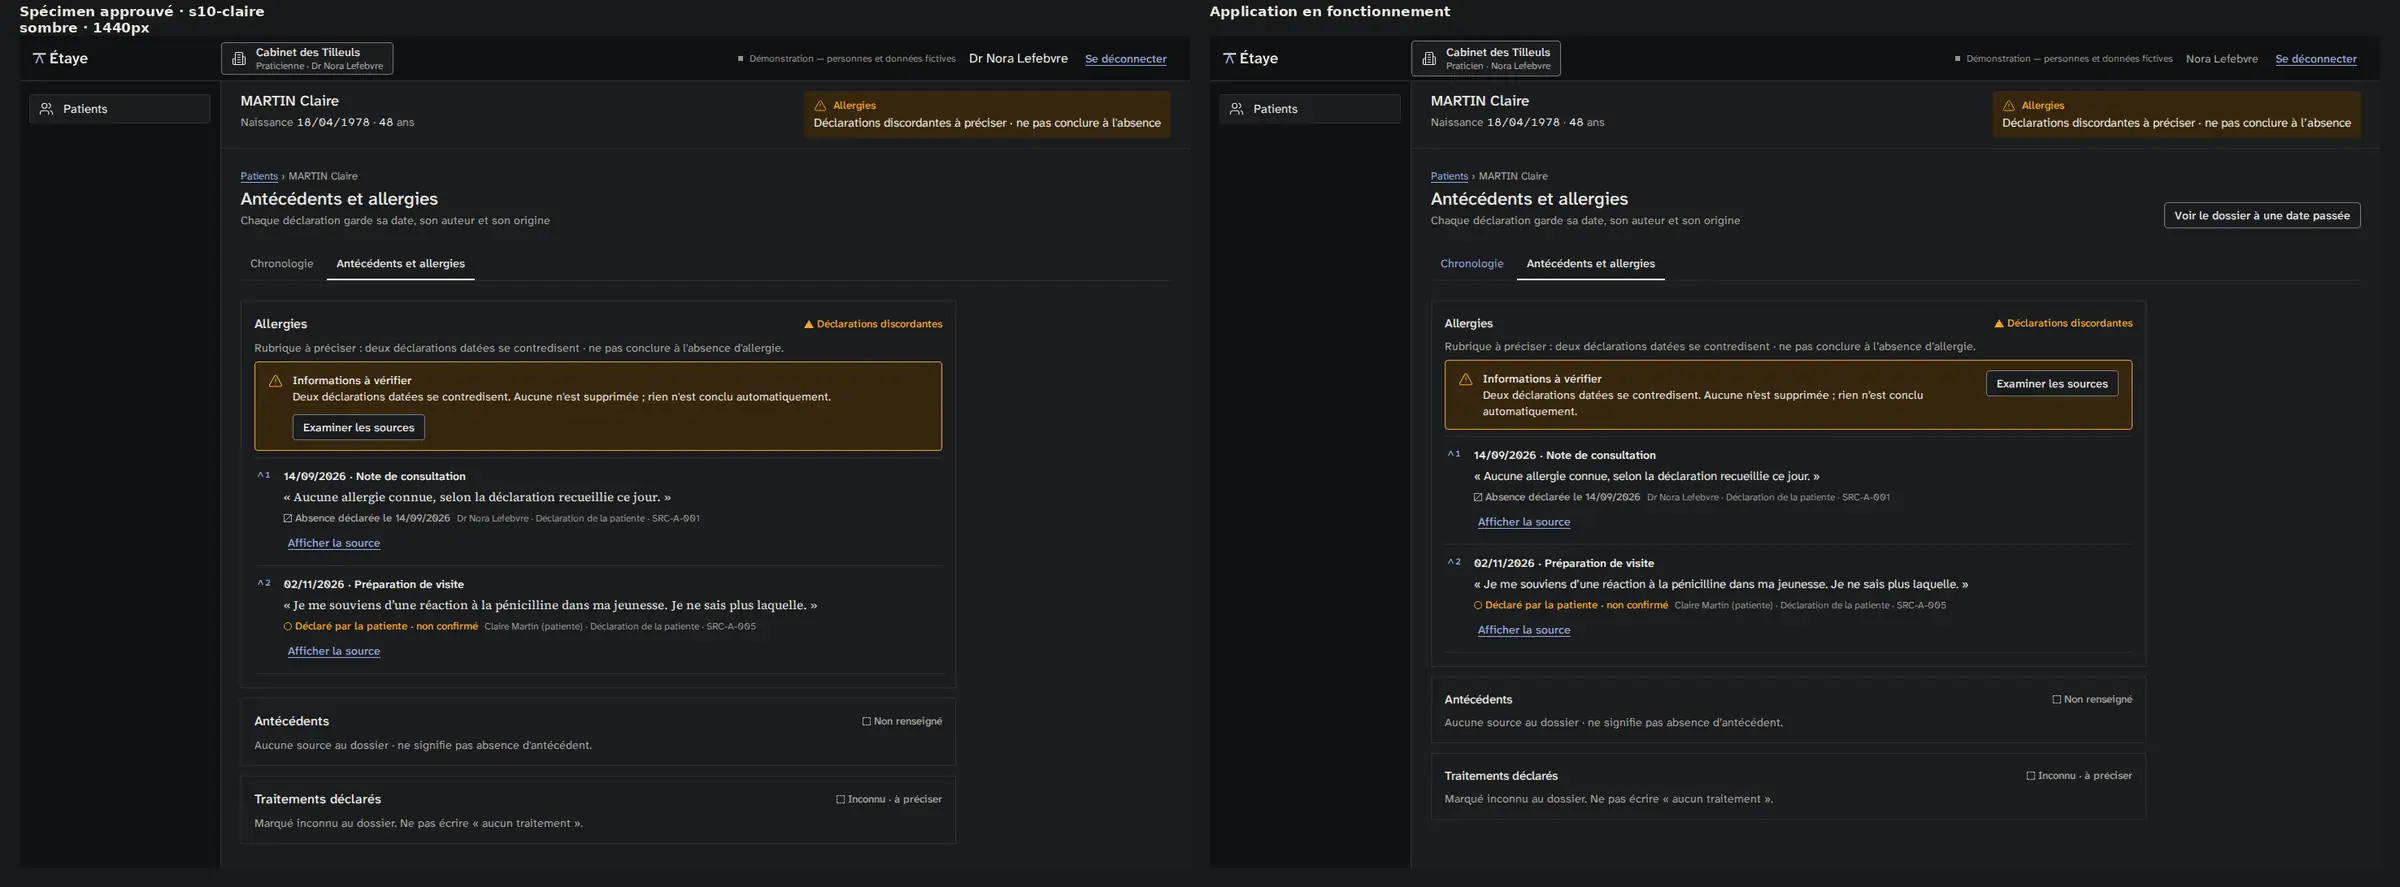 Spécimen approuvé · s10-claire
sombre · 1440px
Étaye
Cabinet des Tilleuls
Praticienne · Dr Nora Lefebvre
Démonstration — personnes et données fictives
Dr Nora Lefebvre
Se déconnecter
Patients
MARTIN Claire
Naissance 18/04/1978 · 48 ans
Allergies
Déclarations discordantes à préciser · ne pas conclure à l'absence
Patients › MARTIN Claire
Antécédents et allergies
Chaque déclaration garde sa date, son auteur et son origine
Chronologie
Antécédents et allergies
Allergies
Déclarations discordantes
Rubrique à préciser : deux déclarations datées se contredisent · ne pas conclure à l'absence d'allergie.
Informations à vérifier
Deux déclarations datées se contredisent. Aucune n'est supprimée ; rien n'est conclu automatiquement.
Examiner les sources
^1
14/09/2026 · Note de consultation
« Aucune allergie connue, selon la déclaration recueillie ce jour. »
Absence déclarée le 14/09/2026 Dr Nora Lefebvre · Déclaration de la patiente · SRC-A-001
Afficher la source
^2
02/11/2026 · Préparation de visite
« Je me souviens d'une réaction à la pénicilline dans ma jeunesse. Je ne sais plus laquelle. »
Déclaré par la patiente · non confirmé Claire Martin (patiente) · Déclaration de la patiente · SRC-A-005
Afficher la source
Antécédents
Non renseigné
Aucune source au dossier · ne signifie pas absence d'antécédent.
Traitements déclarés
Inconnu · à préciser
Marqué inconnu au dossier. Ne pas écrire « aucun traitement ».
Application en fonctionnement
Étaye
Cabinet des Tilleuls
Praticien · Nora Lefebvre
Démonstration — personnes et données fictives
Nora Lefebvre
Se déconnecter
Patients
MARTIN Claire
Naissance 18/04/1978 · 48 ans
Allergies
Déclarations discordantes à préciser · ne pas conclure à l'absence
Patients › MARTIN Claire
Antécédents et allergies
Chaque déclaration garde sa date, son auteur et son origine
Voir le dossier à une date passée
Chronologie
Antécédents et allergies
Allergies
Déclarations discordantes
Rubrique à préciser : deux déclarations datées se contredisent · ne pas conclure à l'absence d'allergie.
Informations à vérifier
Deux déclarations datées se contredisent. Aucune n'est supprimée ; rien n'est conclu
automatiquement.
Examiner les sources
^1
14/09/2026 · Note de consultation
« Aucune allergie connue, selon la déclaration recueillie ce jour. »
Absence déclarée le 14/09/2026 Dr Nora Lefebvre · Déclaration de la patiente · SRC-A-001
Afficher la source
^2
02/11/2026 · Préparation de visite
« Je me souviens d'une réaction à la pénicilline dans ma jeunesse. Je ne sais plus laquelle. »
Déclaré par la patiente · non confirmé Claire Martin (patiente) · Déclaration de la patiente · SRC-A-005
Afficher la source
Antécédents
Non renseigné
Aucune source au dossier · ne signifie pas absence d'antécédent.
Traitements déclarés
Inconnu · à préciser
Marqué inconnu au dossier. Ne pas écrire « aucun traitement ».